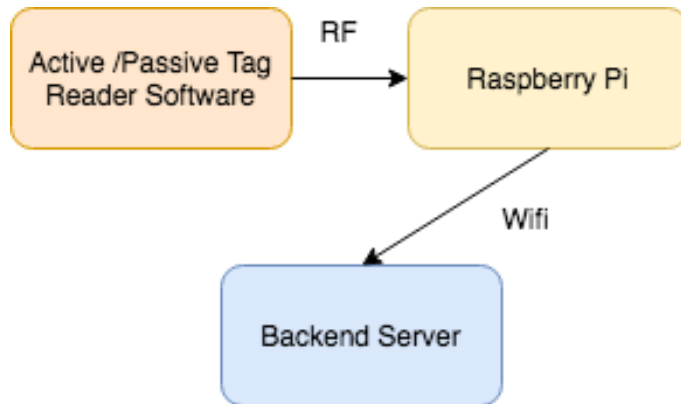 Active /Passive Tag
Reader Software
RF
Raspberry Pi
Wifi
Backend Server